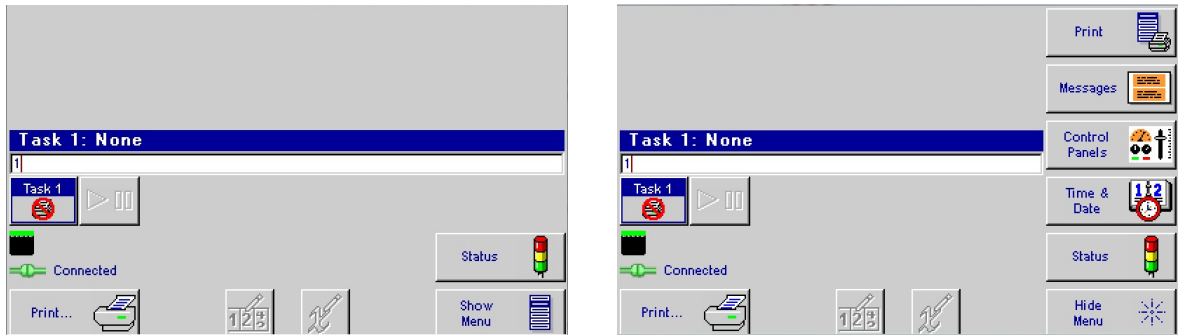 Task 1: None
1
Task 1
Connected
Status
Print...
Show
Menu
Print
Messages
Control
Panels
Task 1: None
1
Task 1
Time &
Date
Connected
Status
Print...
Hide
Menu